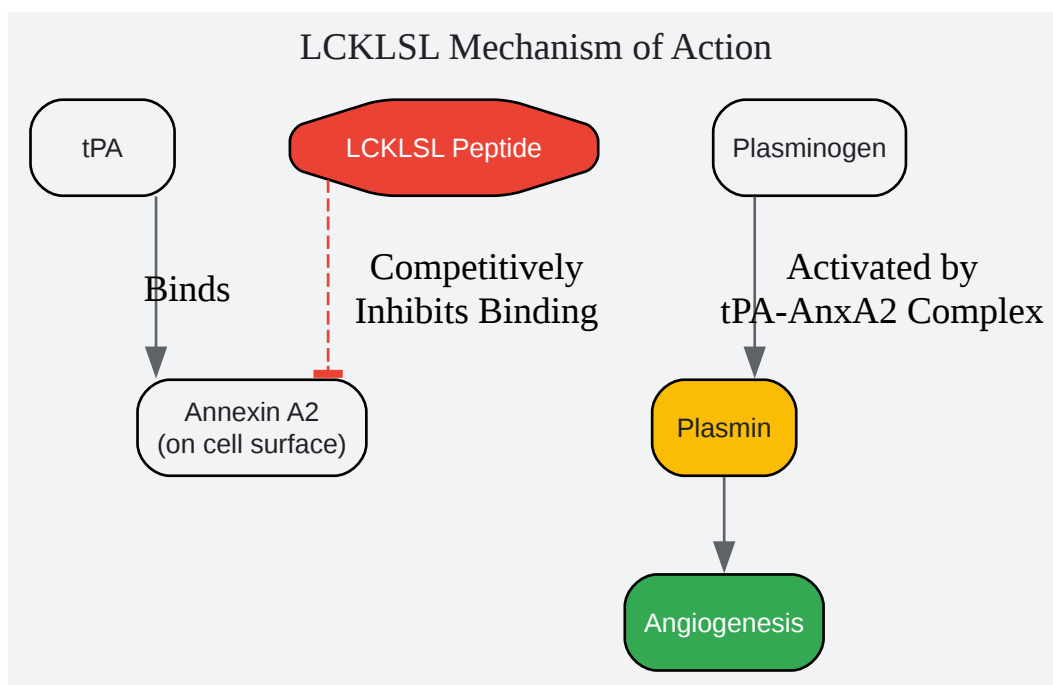 LCKLSL Mechanism of Action
tPA
LCKLSL Peptide
Plasminogen
Binds
Competitively
Inhibits Binding
Activated by
tPA-AnxA2 Complex
Annexin A2
(on cell surface)
Plasmin
Angiogenesis